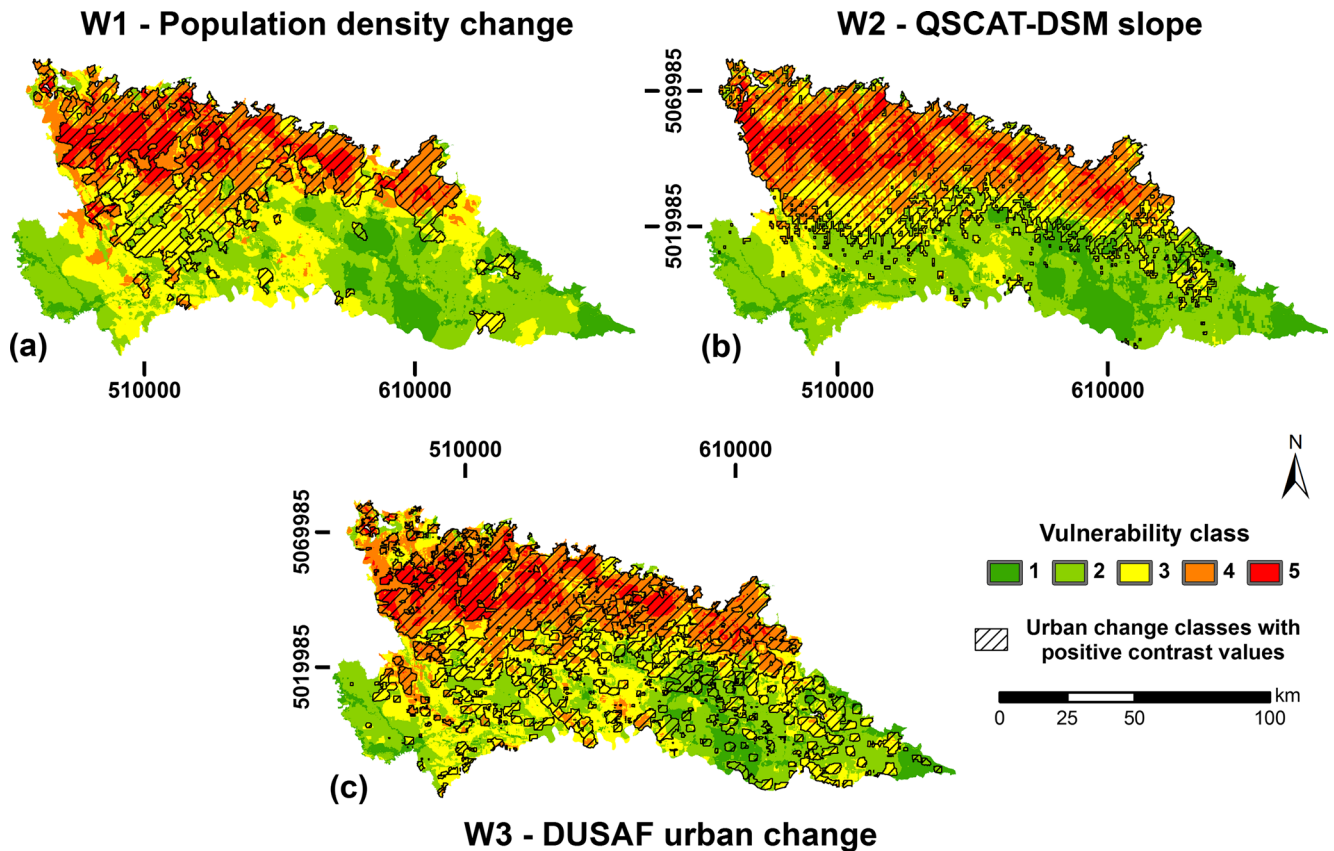 W1 - Population density change
W2 - QSCAT-DSM slope
5069985
5019985
(a)
(b)
510000
610000
510000
610000
510000
610000
N
5069985
5019985
Vulnerability class
1
2
3
4
5
Urban change classes with
positive contrast values
km
0
25
50
100
(c)
W3 - DUSAF urban change